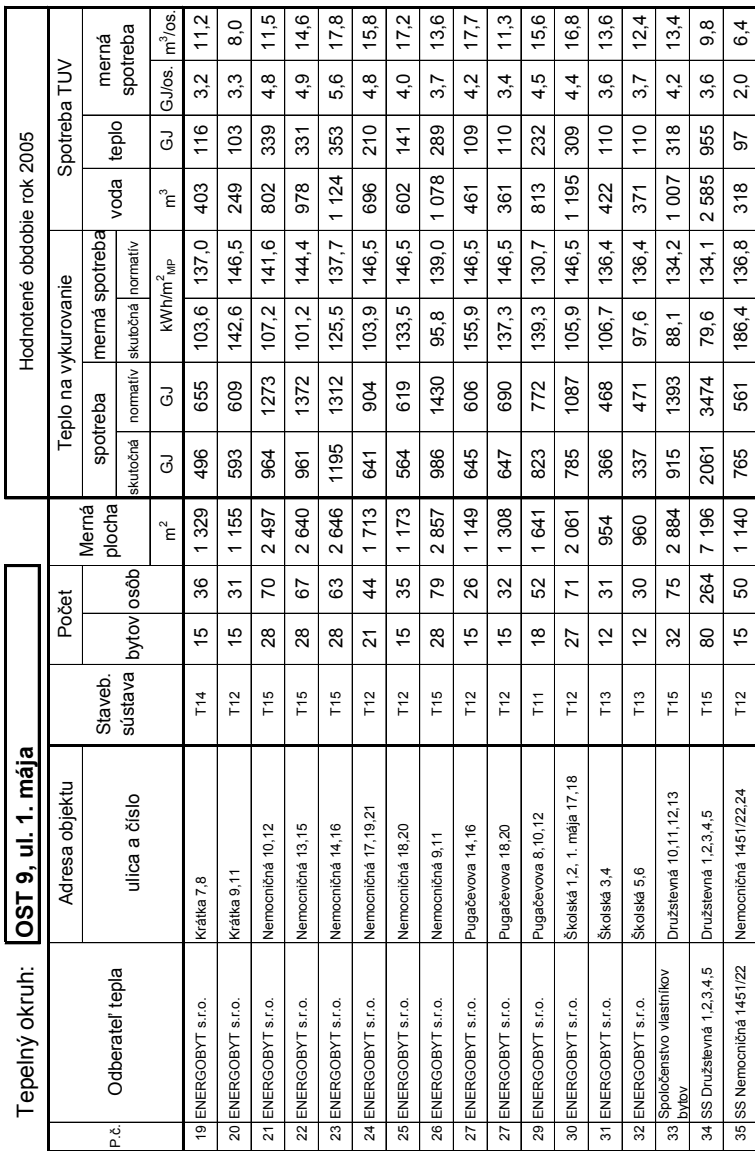 Tepelný okruh: OST 9, ul. 1. mája
Hodnotené obdobie rok 2005
P.č. Odberateľ tepla Adresa objektu Staveb. sústava Počet Merná plocha Teplo na vykurovanie Spotreba TUV
ulica a číslo bytov osôb spotreba merná spotreba voda teplo merná spotreba
skutočná normatív skutočná normatív
m² GJ GJ kWh/m²MP m³ GJ GJ/os. m³/os.
19 ENERGOBYT s.r.o. Krátka 7,8 T14 15 36 1 329 496 655 103,6 137,0 403 116 3,2 11,2
20 ENERGOBYT s.r.o. Krátka 9,11 T12 15 31 1 155 593 609 142,6 146,5 249 103 3,3 8,0
21 ENERGOBYT s.r.o. Nemocničná 10,12 T15 28 70 2 497 964 1273 107,2 141,6 802 339 4,8 11,5
22 ENERGOBYT s.r.o. Nemocničná 13,15 T12 28 67 2 640 961 1372 101,2 144,4 978 331 4,9 14,6
23 ENERGOBYT s.r.o. Nemocničná 14,16 T15 28 63 2 646 1195 1312 125,5 137,7 1 124 353 5,6 17,8
24 ENERGOBYT s.r.o. Nemocničná 17,19,21 T12 21 44 1 713 641 904 103,9 146,5 696 210 4,8 15,8
25 ENERGOBYT s.r.o. Nemocničná 18,20 T12 15 35 1 173 564 619 133,5 146,5 602 141 4,0 17,2
26 ENERGOBYT s.r.o. Nemocničná 9,11 T15 28 79 2 857 986 1430 95,8 139,0 1 078 289 3,7 13,6
27 ENERGOBYT s.r.o. Pugačevova 14,16 T12 15 26 1 149 645 606 155,9 146,5 461 109 4,2 17,7
27 ENERGOBYT s.r.o. Pugačevova 18,20 T12 15 32 1 308 647 690 137,3 146,5 361 110 3,4 11,3
29 ENERGOBYT s.r.o. Pugačevova 8,10,12 T11 18 52 1 641 823 772 139,3 130,7 813 232 4,5 15,6
30 ENERGOBYT s.r.o. Školská 1,2, 1. mája 17,18 T12 27 71 2 061 785 1087 105,9 146,5 1 195 309 4,4 16,8
31 ENERGOBYT s.r.o. Školská 3,4 T13 12 31 954 366 468 106,7 136,4 422 110 3,6 13,6
32 ENERGOBYT s.r.o. Školská 5,6 T13 12 30 960 337 471 97,6 136,4 371 110 3,7 12,4
33 Spoločenstvo vlastníkov bytov Družstevná 10,11,12,13 T15 32 75 2 884 915 1393 88,1 134,2 1 007 318 4,2 13,4
34 SS Družstevná 1,2,3,4,5 Družstevná 1,2,3,4,5 T15 80 264 7 196 2061 3474 79,6 134,1 2 585 955 3,6 9,8
35 SS Nemocničná 1451/22 Nemocničná 1451/22,24 T12 15 50 1 140 765 561 186,4 136,8 318 97 2,0 6,4